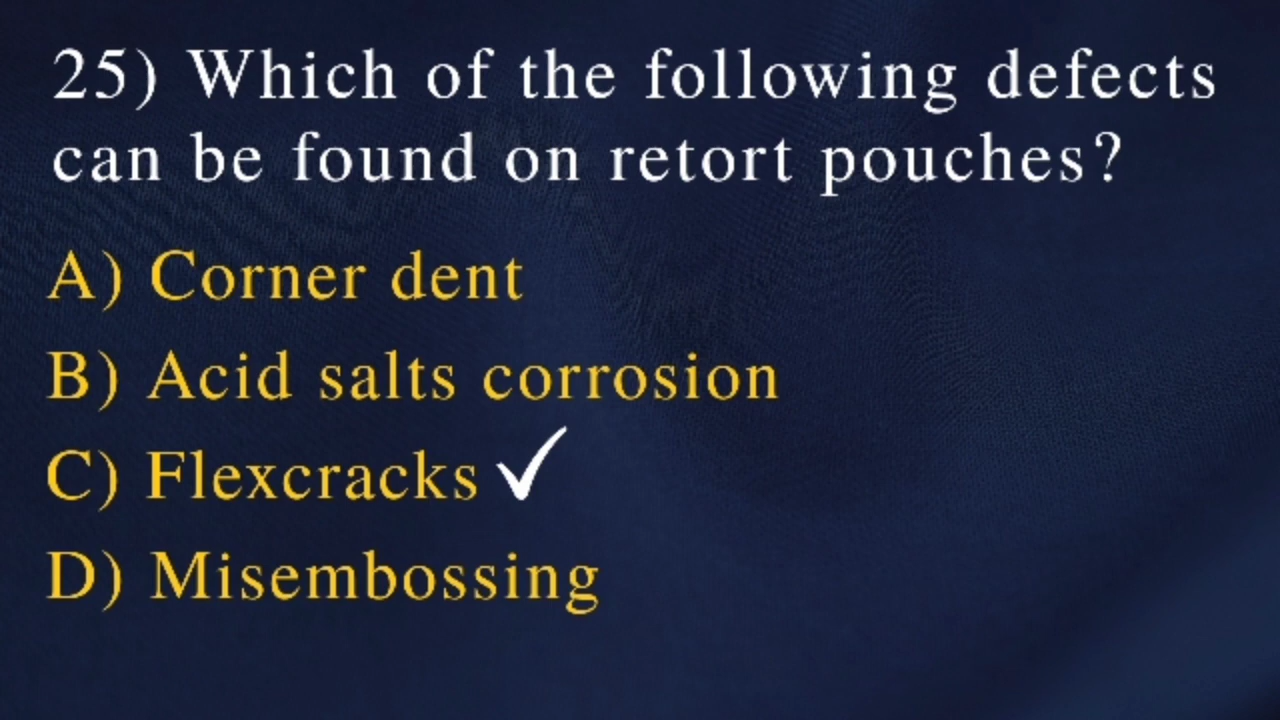 25) Which of the following defects
can be found on retort pouches?
A) Corner dent
B) Acid salts corrosion
C) Flexcracks ✓
D) Misembossing